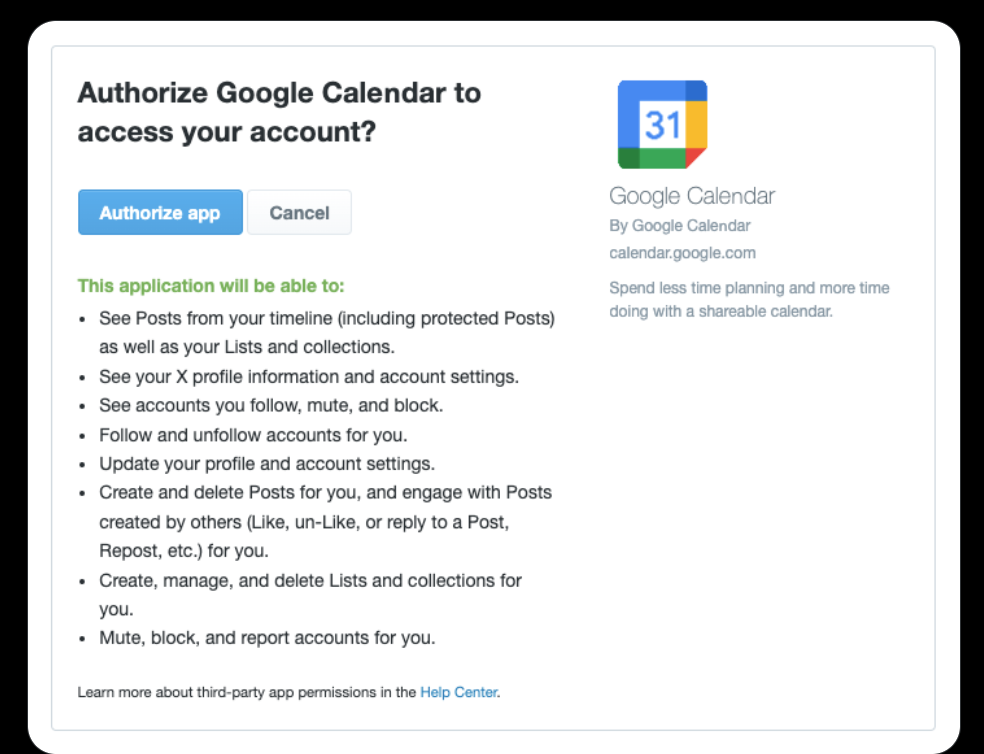 Authorize Google Calendar to
access your account?
Authorize app
Cancel
This application will be able to:
• See Posts from your timeline (including protected Posts)
as well as your Lists and collections.
• See your X profile information and account settings.
• See accounts you follow, mute, and block.
• Follow and unfollow accounts for you.
• Update your profile and account settings.
• Create and delete Posts for you, and engage with Posts
created by others (Like, un-Like, or reply to a Post,
Repost, etc.) for you.
• Create, manage, and delete Lists and collections for
you.
• Mute, block, and report accounts for you.
Learn more about third-party app permissions in the Help Center.
31
Google Calendar
By Google Calendar
calendar.google.com
Spend less time planning and more time
doing with a shareable calendar.